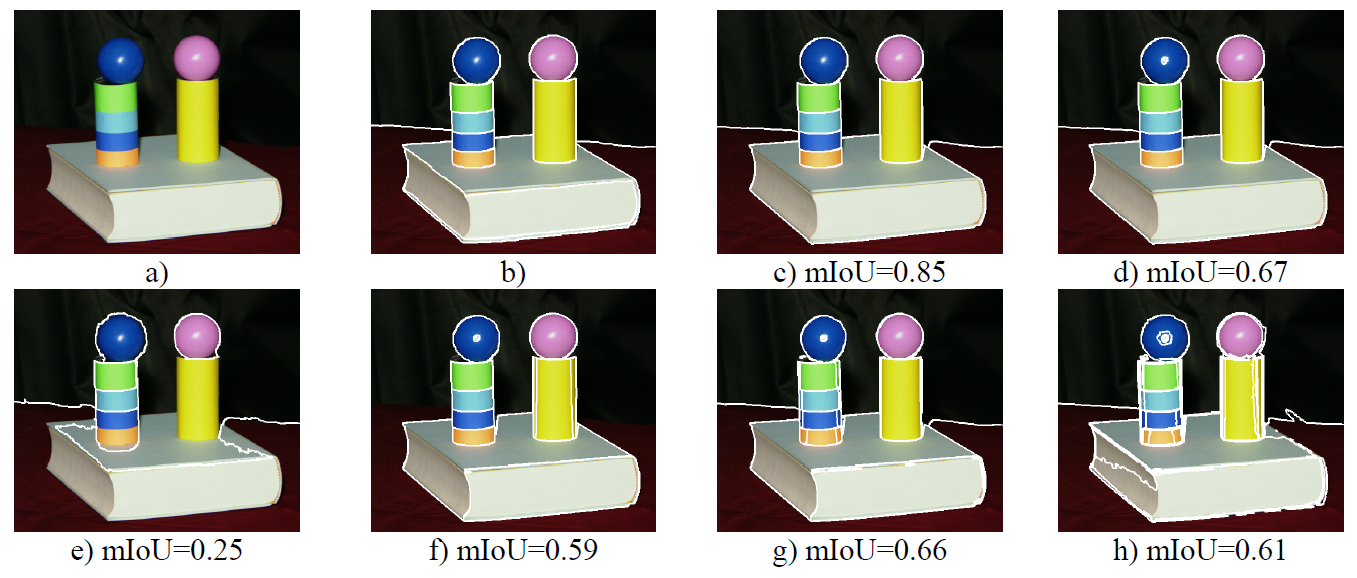 a)
b)
c) mIoU=0.85
d) mIoU=0.67
e) mIoU=0.25
f) mIoU=0.59
g) mIoU=0.66
h) mIoU=0.61